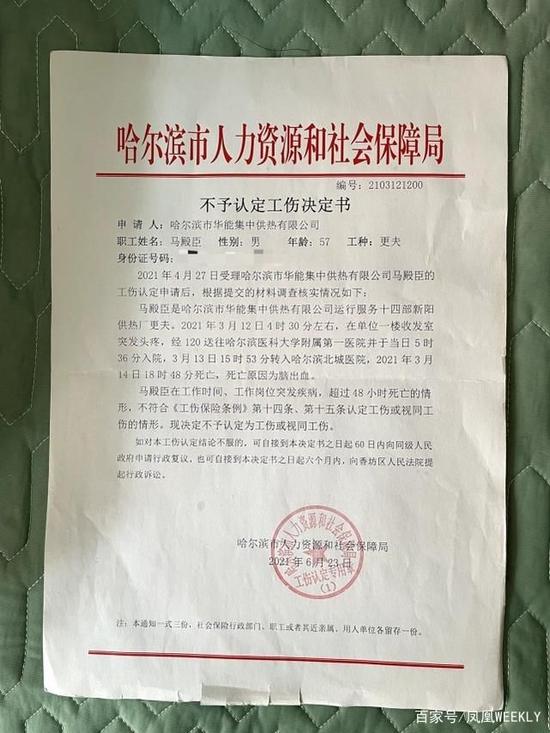 哈尔滨市人力资源和社会保障局
编号：2103121200
不予认定工伤决定书
申请人：哈尔滨市华能集中供热有限公司
职工姓名：马殿臣 性别：男 年龄：57 工种：更夫
身份证号码：
2021年4月27日受理哈尔滨市华能集中供热有限公司马殿臣的
工伤认定申请后，根据提交的材料调查核实情况如下：
马殿臣是哈尔滨市华能集中供热有限公司运行服务十四部新阳
供热厂更夫。2021年3月12日4时30分左右，在单位一楼收发室
突发头疼，经120送往哈尔滨医科大学附属第一医院并于当日5时
36分入院，3月13日15时53分转入哈尔滨北城医院，2021年3月
14日18时48分死亡，死亡原因为脑出血。
马殿臣在工作时间、工作岗位突发疾病，超过48小时死亡的情
形，不符合《工伤保险条例》第十四条、第十五条认定工伤或视同工
伤的情形。现决定不予认定为工伤或视同工伤。
如对本工伤认定结论不服的，可自接到本决定书之日起60日内向同级人民
政府申请行政复议，也可自接到本决定书之日起六个月内，向香坊区人民法院提
起行政诉讼。
哈尔滨市人力资源和社会保障局
2021年6月23日
哈尔滨市人力资源和社会保障局
工伤认定专用章
(1)
注：本通知一式三份，社会保险行政部门、职工或者其近亲属、用人单位各留存一份。
百家号/凤凰WEEKLY